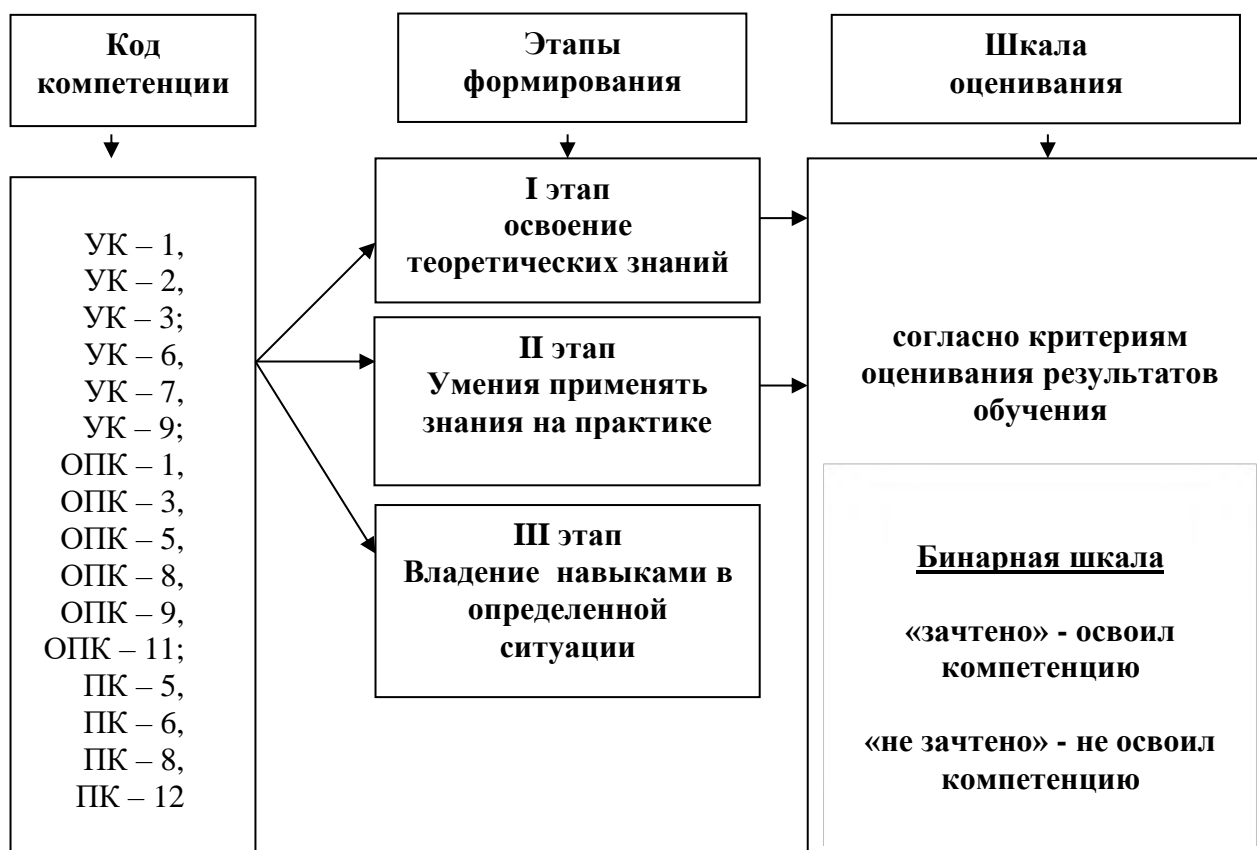 Код
компетенции
Этапы
формирования
Шкала
оценивания
УК – 1,
УК – 2,
УК – 3;
УК – 6,
УК – 7,
УК – 9;
ОПК – 1,
ОПК – 3,
ОПК – 5,
ОПК – 8,
ОПК – 9,
ОПК – 11;
ПК – 5,
ПК – 6,
ПК – 8,
ПК – 12
I этап
освоение
теоретических знаний
II этап
Умения применять
знания на практике
III этап
Владение навыками в
определенной
ситуации
согласно критериям
оценивания результатов
обучения
Бинарная шкала
«зачтено» - освоил
компетенцию
«не зачтено» - не освоил
компетенцию